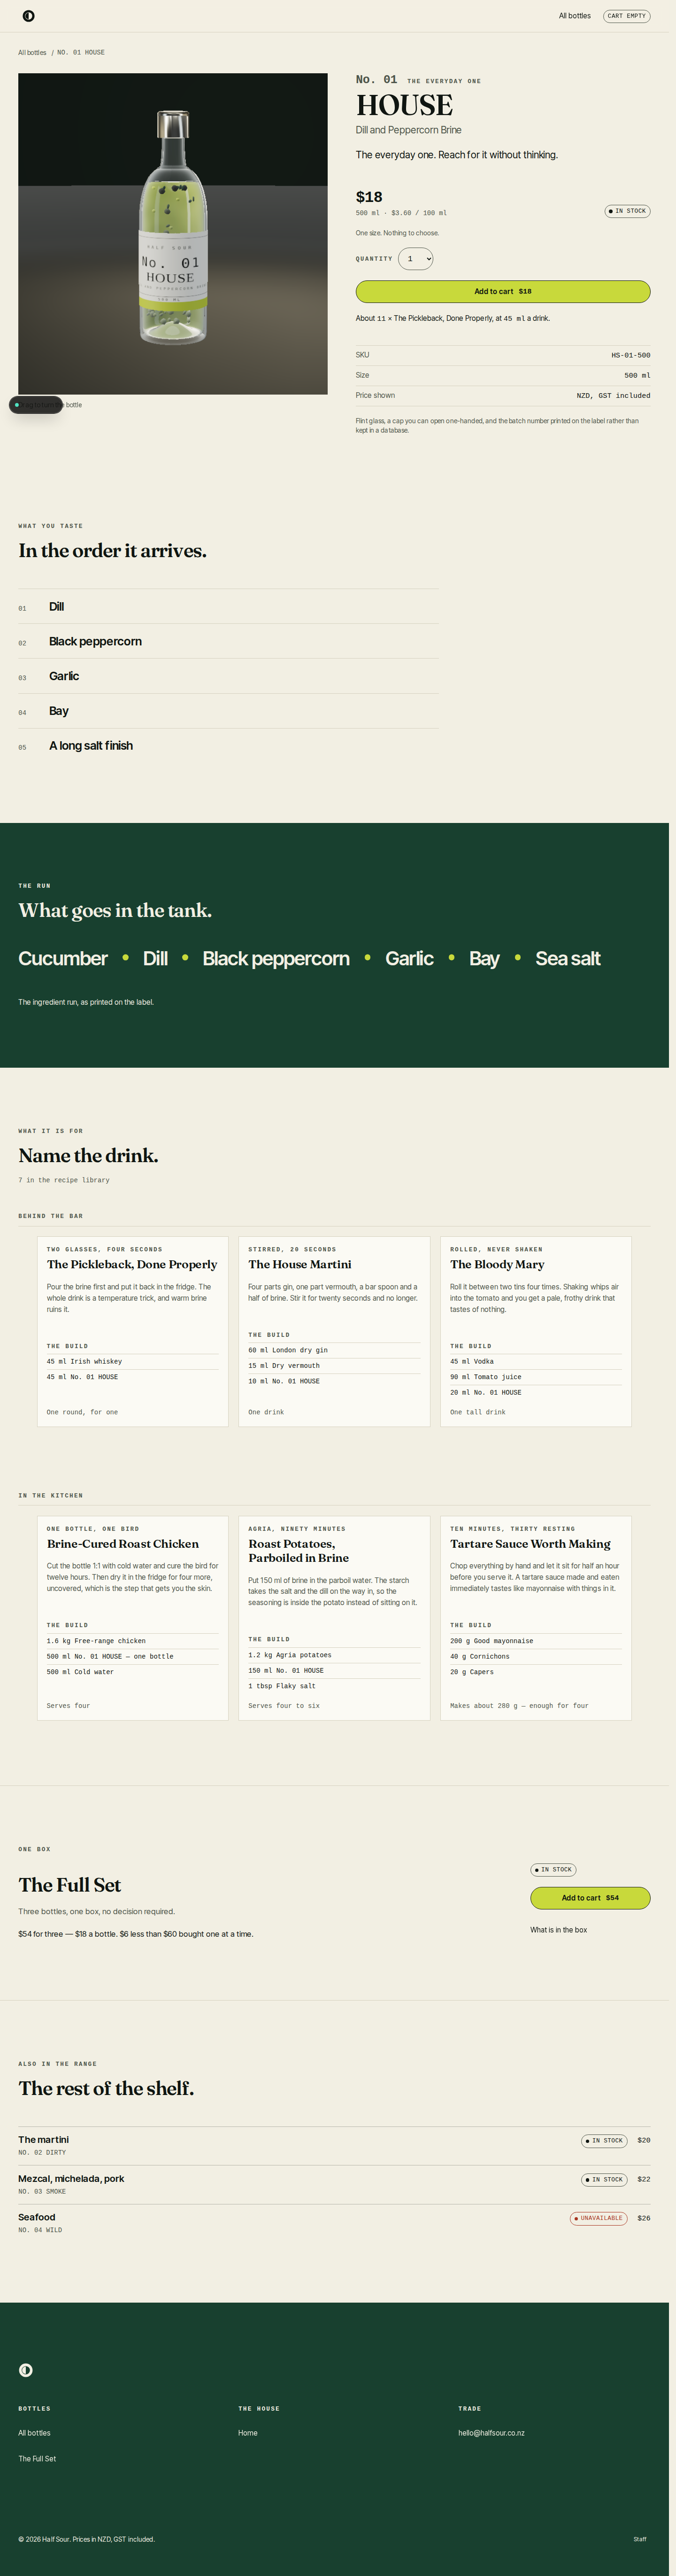 All bottles
CART EMPTY
All bottles / NO. 01 HOUSE
HALF SOUR
No. 01
HOUSE
No. 01 THE EVERYDAY ONE
HOUSE
Dill and Peppercorn Brine
The everyday one. Reach for it without thinking.
$18
500 ml · $3.60 / 100 ml
IN STOCK
One size. Nothing to choose.
QUANTITY 1
Add to cart $18
About 11 × The Pickleback, Done Properly, at 45 ml a drink.
SKU HS-01-500
Size 500 ml
Price shown NZD, GST included
Flint glass, a cap you can open one-handed, and the batch number printed on the label rather than
kept in a database.
bottle
WHAT YOU TASTE
In the order it arrives.
01 Dill
02 Black peppercorn
03 Garlic
04 Bay
05 A long salt finish
THE RUN
What goes in the tank.
Cucumber • Dill • Black peppercorn • Garlic • Bay • Sea salt
The ingredient run, as printed on the label.
WHAT IT IS FOR
Name the drink.
7 in the recipe library
BEHIND THE BAR
TWO GLASSES, FOUR SECONDS
The Pickleback, Done Properly
Pour the brine first and put it back in the fridge. The
whole drink is a temperature trick, and warm brine
ruins it.
THE BUILD
45 ml Irish whiskey
45 ml No. 01 HOUSE
One round, for one
STIRRED, 20 SECONDS
The House Martini
Four parts gin, one part vermouth, a bar spoon and a
half of brine. Stir it for twenty seconds and no longer.
THE BUILD
60 ml London dry gin
15 ml Dry vermouth
10 ml No. 01 HOUSE
One drink
ROLLED, NEVER SHAKEN
The Bloody Mary
Roll it between two tins four times. Shaking whips air
into the tomato and you get a pale, frothy drink that
tastes of nothing.
THE BUILD
45 ml Vodka
90 ml Tomato juice
20 ml No. 01 HOUSE
One tall drink
IN THE KITCHEN
ONE BOTTLE, ONE BIRD
Brine-Cured Roast Chicken
Cut the bottle 1:1 with cold water and cure the bird for
twelve hours. Then dry it in the fridge for four more,
uncovered, which is the step that gets you the skin.
THE BUILD
1.6 kg Free-range chicken
500 ml No. 01 HOUSE — one bottle
500 ml Cold water
Serves four
AGRIA, NINETY MINUTES
Roast Potatoes,
Parboiled in Brine
Put 150 ml of brine in the parboil water. The starch
takes the salt and the dill on the way in, so the
seasoning is inside the potato instead of sitting on it.
THE BUILD
1.2 kg Agria potatoes
150 ml No. 01 HOUSE
1 tbsp Flaky salt
Serves four to six
TEN MINUTES, THIRTY RESTING
Tartare Sauce Worth Making
Chop everything by hand and let it sit for half an hour
before you serve it. A tartare sauce made and eaten
immediately tastes like mayonnaise with things in it.
THE BUILD
200 g Good mayonnaise
40 g Cornichons
20 g Capers
Makes about 280 g — enough for four
ONE BOX
The Full Set
Three bottles, one box, no decision required.
$54 for three — $18 a bottle. $6 less than $60 bought one at a time.
IN STOCK
Add to cart $54
What is in the box
ALSO IN THE RANGE
The rest of the shelf.
The martini
NO. 02 DIRTY
IN STOCK $20
Mezcal, michelada, pork
NO. 03 SMOKE
IN STOCK $22
Seafood
NO. 04 WILD
UNAVAILABLE $26
BOTTLES
All bottles
The Full Set
THE HOUSE
Home
TRADE
hello@halfsour.co.nz
© 2026 Half Sour. Prices in NZD, GST included.
Staff